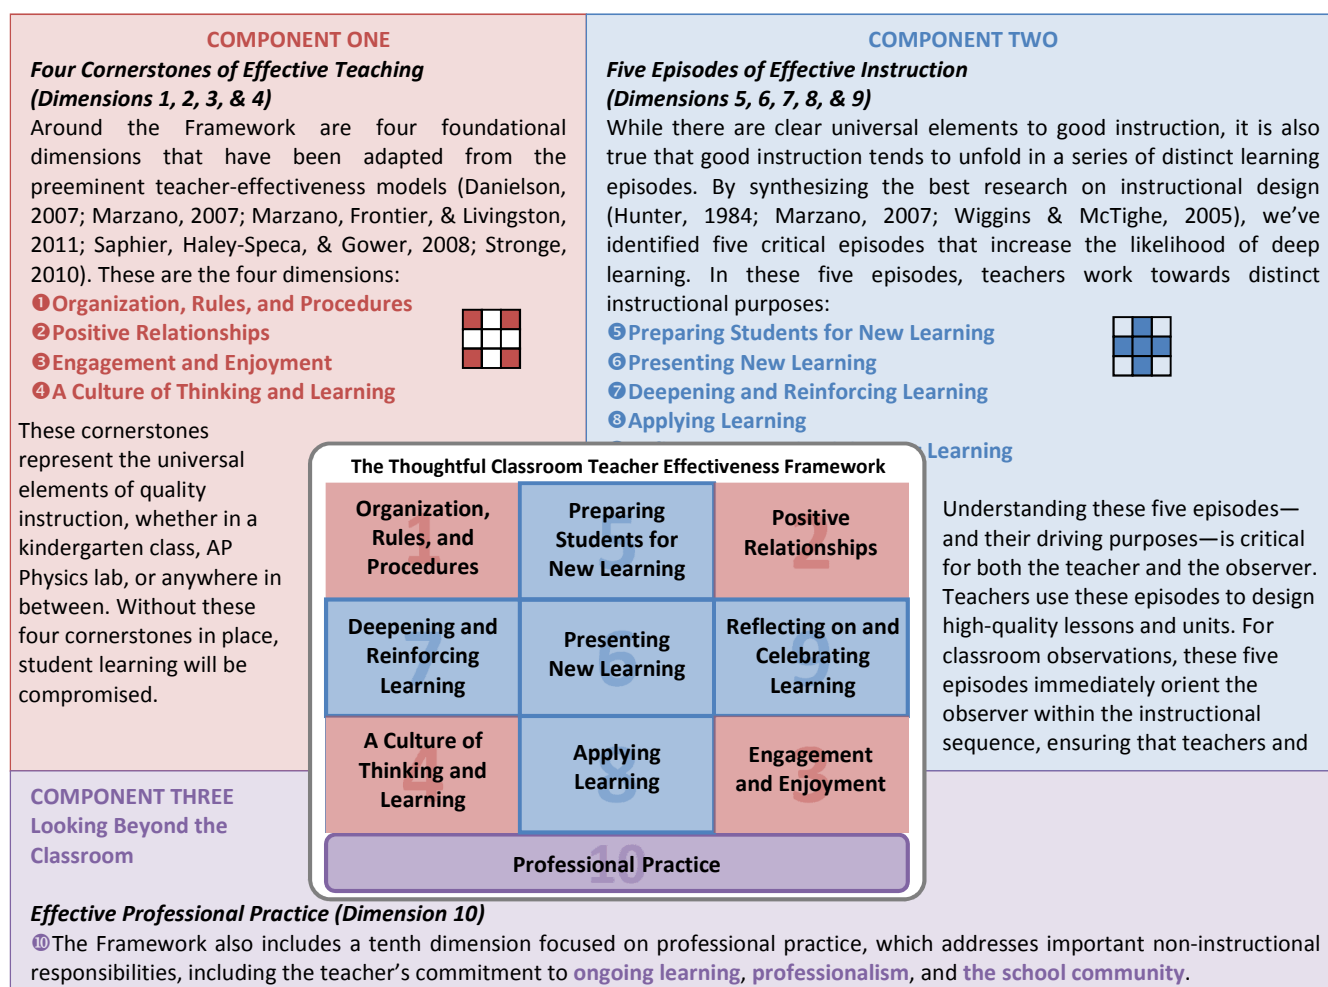 COMPONENT ONE
Four Cornerstones of Effective Teaching
(Dimensions 1, 2, 3, & 4)
Around the Framework are four foundational
dimensions that have been adapted from the
preeminent teacher-effectiveness models (Danielson,
2007; Marzano, 2007; Marzano, Frontier, & Livingston,
2011; Saphier, Haley-Speca, & Gower, 2008; Stronge,
2010). These are the four dimensions:
❶Organization, Rules, and Procedures
❷Positive Relationships
❸Engagement and Enjoyment
❹A Culture of Thinking and Learning
These cornerstones
represent the universal
elements of quality
instruction, whether in a
kindergarten class, AP
Physics lab, or anywhere in
between. Without these
four cornerstones in place,
student learning will be
compromised.
COMPONENT TWO
Five Episodes of Effective Instruction
(Dimensions 5, 6, 7, 8, & 9)
While there are clear universal elements to good instruction, it is also
true that good instruction tends to unfold in a series of distinct learning
episodes. By synthesizing the best research on instructional design
(Hunter, 1984; Marzano, 2007; Wiggins & McTighe, 2005), we’ve
identified five critical episodes that increase the likelihood of deep
learning. In these five episodes, teachers work towards distinct
instructional purposes:
❺Preparing Students for New Learning
❻Presenting New Learning
❼Deepening and Reinforcing Learning
❽Applying Learning
Learning
Understanding these five episodes—
and their driving purposes—is critical
for both the teacher and the observer.
Teachers use these episodes to design
high-quality lessons and units. For
classroom observations, these five
episodes immediately orient the
observer within the instructional
sequence, ensuring that teachers and
The Thoughtful Classroom Teacher Effectiveness Framework
1
Organization,
Rules, and
Procedures
5
Preparing
Students for
New Learning
2
Positive
Relationships
7
Deepening and
Reinforcing
Learning
6
Presenting
New Learning
9
Reflecting on and
Celebrating
Learning
4
A Culture of
Thinking and
Learning
8
Applying
Learning
3
Engagement
and Enjoyment
10
Professional Practice
COMPONENT THREE
Looking Beyond the
Classroom
Effective Professional Practice (Dimension 10)
❿The Framework also includes a tenth dimension focused on professional practice, which addresses important non-instructional
responsibilities, including the teacher’s commitment to ongoing learning, professionalism, and the school community.